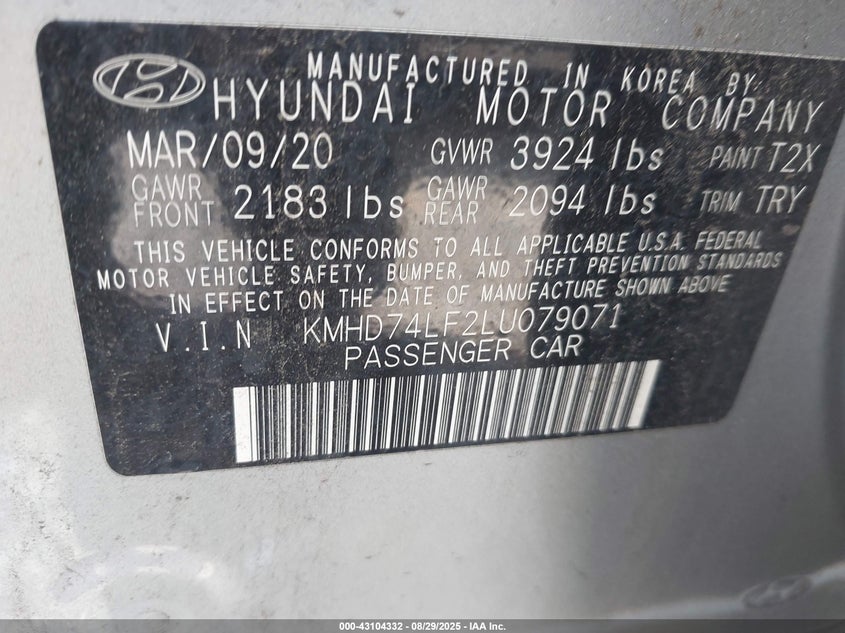 MANUFACTURED IN KOREA BY
HYUNDAI MOTOR COMPANY
MAR/09/20 GVWR 3924 lbs PAINT T2X
GAWR FRONT 2183 lbs GAWR REAR 2094 lbs TRIM TRY
THIS VEHICLE CONFORMS TO ALL APPLICABLE U.S.A. FEDERAL
MOTOR VEHICLE SAFETY, BUMPER, AND THEFT PREVENTION STANDARDS
IN EFFECT ON THE DATE OF MANUFACTURE SHOWN ABOVE
V.I.N KMHD74LF2LU079071
PASSENGER CAR
000-43104332 - 08/29/2025 - IAA Inc.